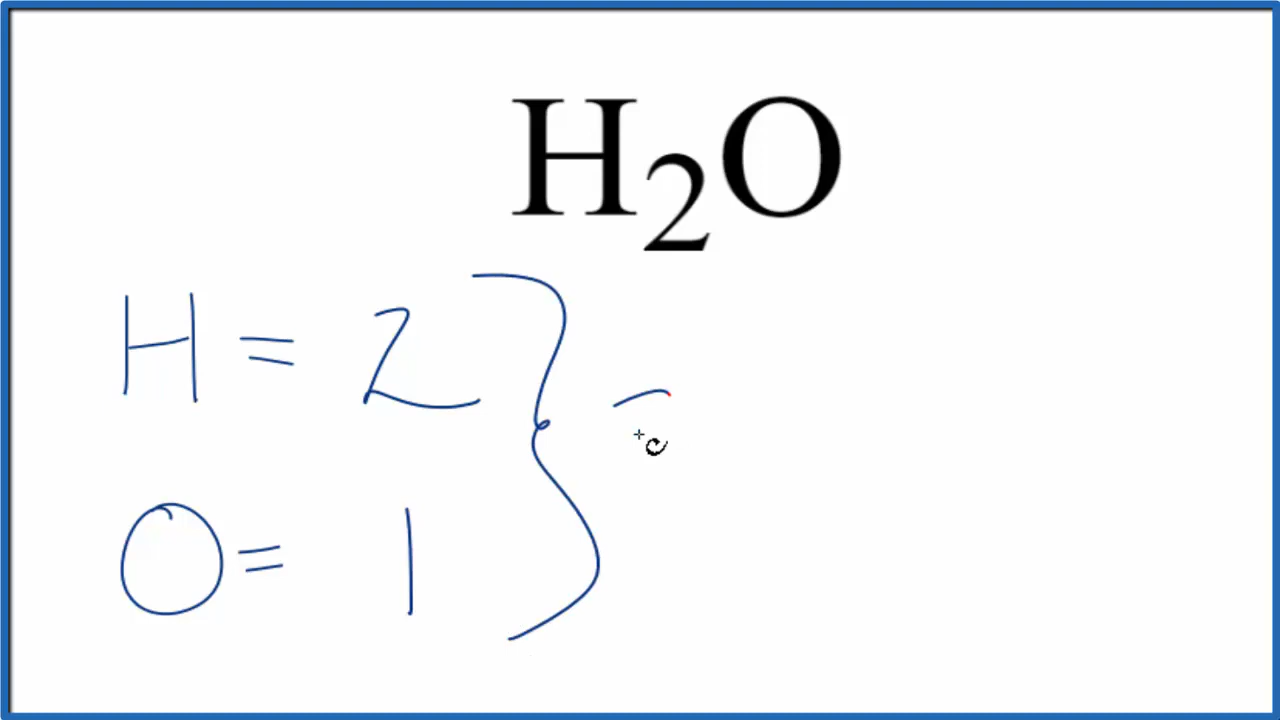 H2O
H = 2
O = 1